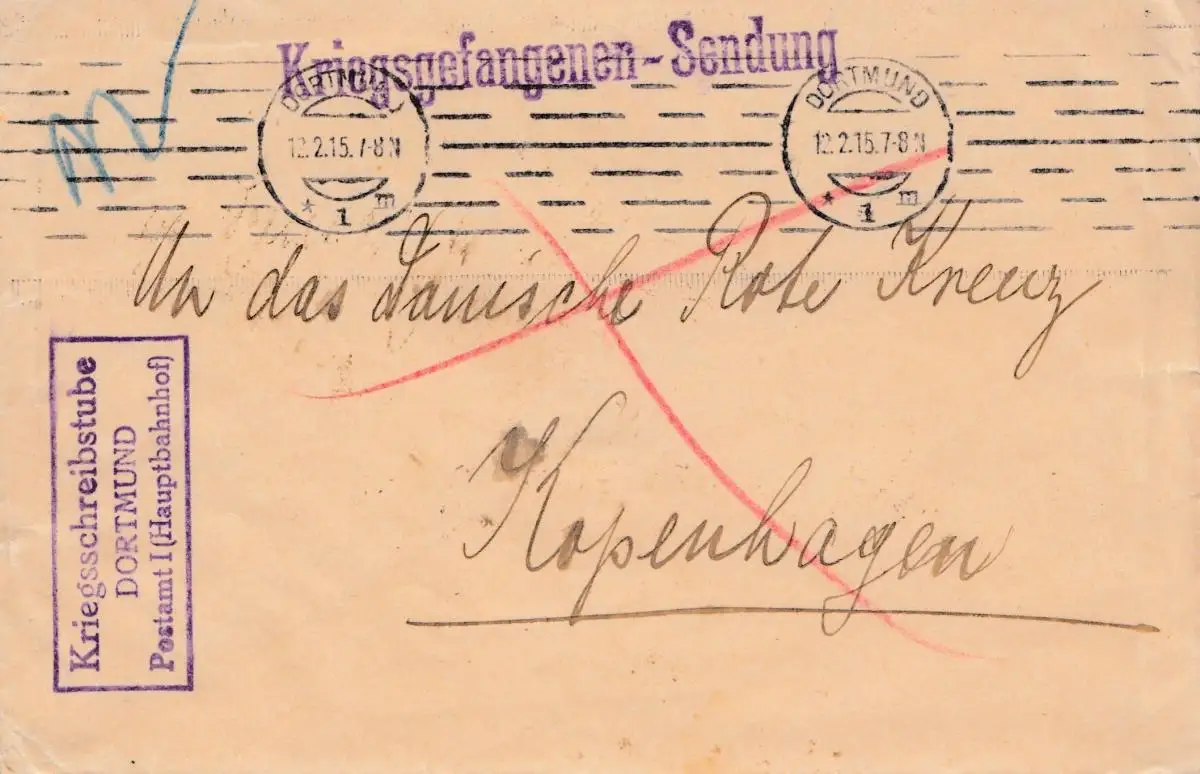 Kriegsgefangenen-Sendung
DORTMUND
12.2.15.7-8N
* 1 m
DORTMUND
12.2.15.7-8N
* 1 m
An das Dänische Rote Kreuz
Kopenhagen
Kriegsschreibstube
DORTMUND
Postamt I (Hauptbahnhof)